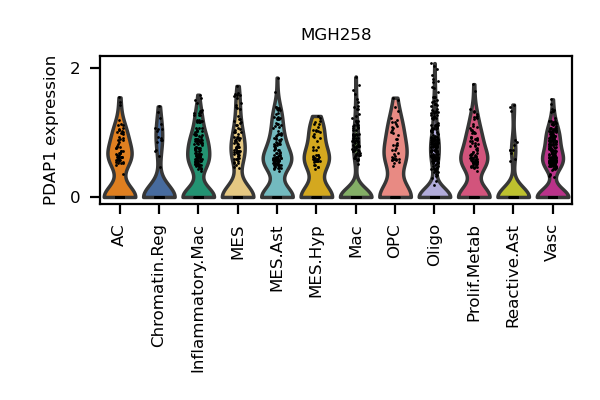 MGH258
PDAP1 expression
2
0
AC
Chromatin.Reg
Inflammatory.Mac
MES
MES.Ast
MES.Hyp
Mac
OPC
Oligo
Prolif.Metab
Reactive.Ast
Vasc